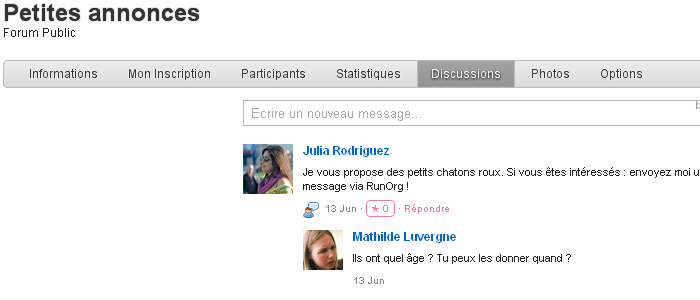 Petites annonces
Forum Public
Informations Mon Inscription Participants Statistiques Discussions Photos Options
Ecrire un nouveau message...
Julia Rodriguez
Je vous propose des petits chatons roux. Si vous êtes intéressés : envoyez moi u
message via RunOrg !
13 Jun · ★ 0 · Répondre
Mathilde Luvergne
Ils ont quel âge ? Tu peux les donner quand ?
13 Jun